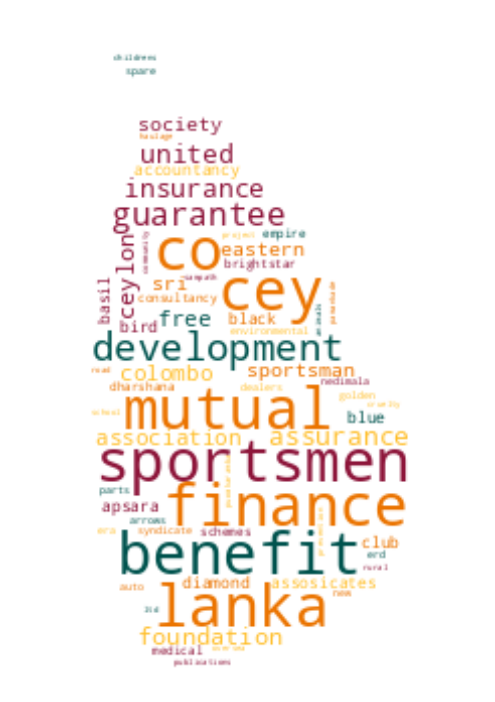 childrens
spare
society
haulage
united
accountancy
insurance
guarantee
project empire
community
co eastern
ceylon
brightstar
sampath
sri cey
basil
consultancy
free black
bird
environmental
animals
development
road colombo sportsman
nedimala
dharshana dealers
golden
mutual
cruelty
school
blue
association assurance
sportsmen
parts
finance
apsara
arrows
era syndicate schemes
club
benefit
erd
rural
diamond assosicates
auto
new
lanka
ltd
foundation
medical
oversea
publications